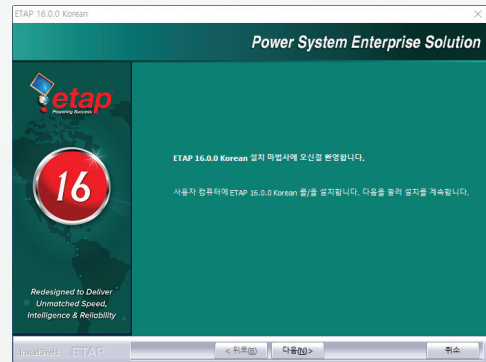 ETAP 16.0.0 Korean
Power System Enterprise Solution
etap
Powering Success
16
ETAP 16.0.0 Korean 설치 마법사에 오신걸 환영합니다.
사용자 컴퓨터에 ETAP 16.0.0 Korean 를/을 설치합니다. 다음을 눌러 설치를 계속합니다.
Redesigned to Deliver
Unmatched Speed,
Intelligence & Reliability
InstallShield ETAP
< 뒤로(B) 다음(N)> 취소